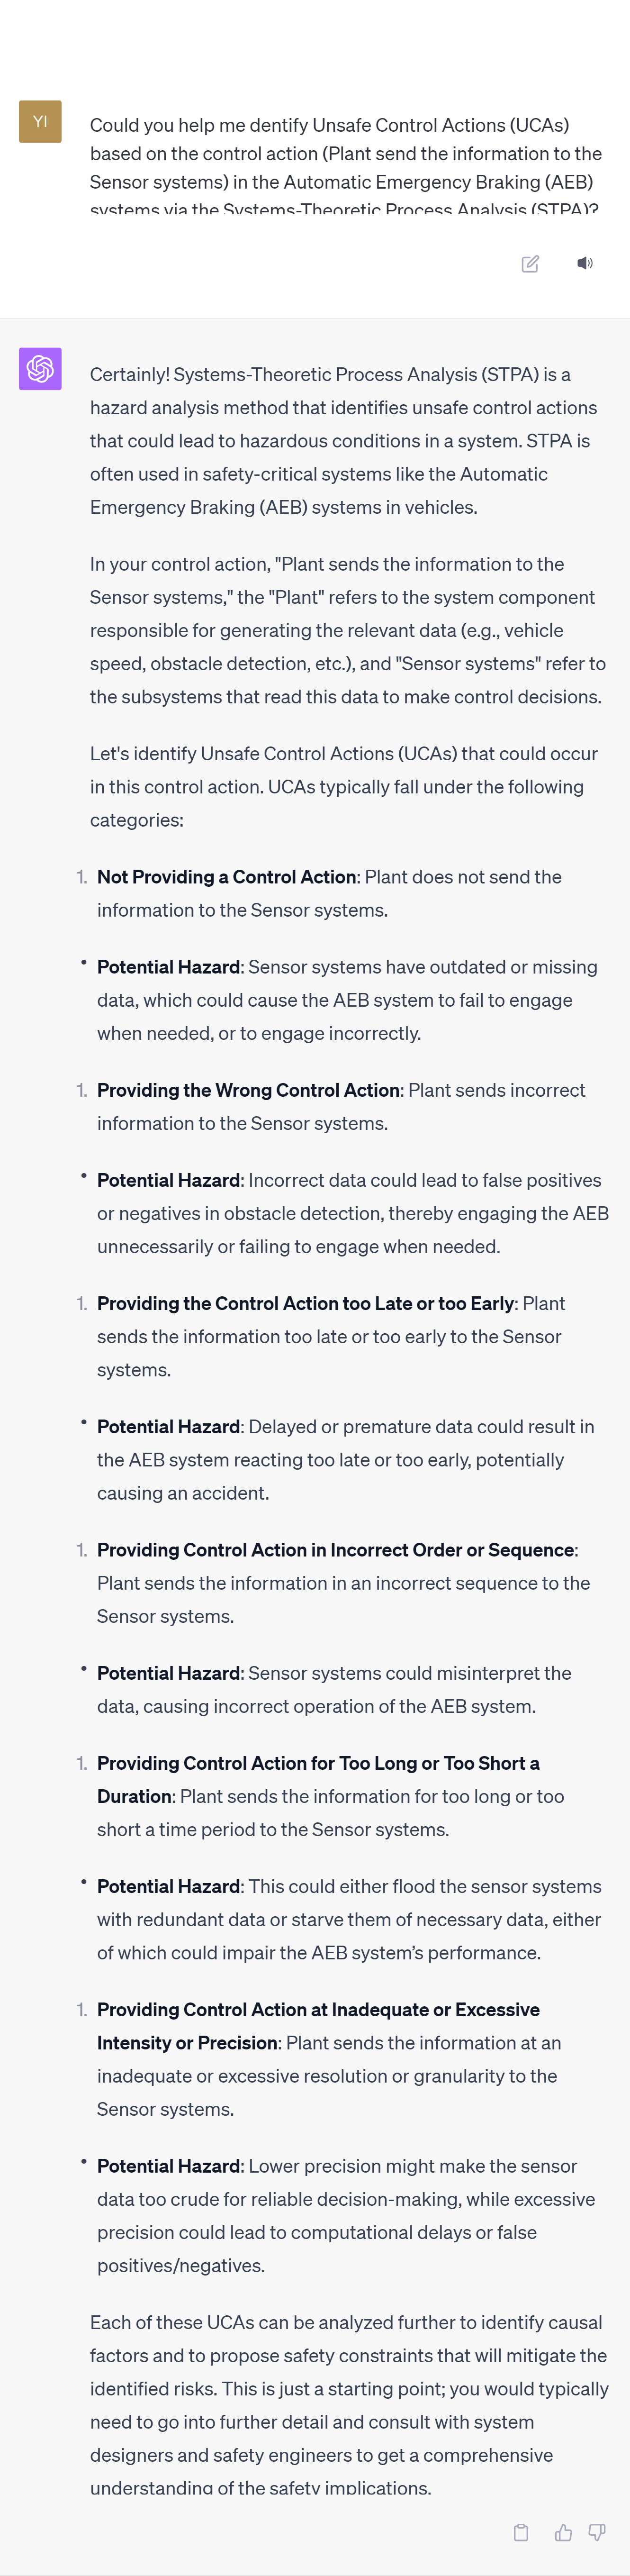 YI
Could you help me dentify Unsafe Control Actions (UCAs)
based on the control action (Plant send the information to the
Sensor systems) in the Automatic Emergency Braking (AEB)
systems via the Systems-Theoretic Process Analysis (STPA)?
Certainly! Systems-Theoretic Process Analysis (STPA) is a
hazard analysis method that identifies unsafe control actions
that could lead to hazardous conditions in a system. STPA is
often used in safety-critical systems like the Automatic
Emergency Braking (AEB) systems in vehicles.
In your control action, "Plant sends the information to the
Sensor systems," the "Plant" refers to the system component
responsible for generating the relevant data (e.g., vehicle
speed, obstacle detection, etc.), and "Sensor systems" refer to
the subsystems that read this data to make control decisions.
Let's identify Unsafe Control Actions (UCAs) that could occur
in this control action. UCAs typically fall under the following
categories:
1. Not Providing a Control Action: Plant does not send the
information to the Sensor systems.
• Potential Hazard: Sensor systems have outdated or missing
data, which could cause the AEB system to fail to engage
when needed, or to engage incorrectly.
1. Providing the Wrong Control Action: Plant sends incorrect
information to the Sensor systems.
• Potential Hazard: Incorrect data could lead to false positives
or negatives in obstacle detection, thereby engaging the AEB
unnecessarily or failing to engage when needed.
1. Providing the Control Action too Late or too Early: Plant
sends the information too late or too early to the Sensor
systems.
• Potential Hazard: Delayed or premature data could result in
the AEB system reacting too late or too early, potentially
causing an accident.
1. Providing Control Action in Incorrect Order or Sequence:
Plant sends the information in an incorrect sequence to the
Sensor systems.
• Potential Hazard: Sensor systems could misinterpret the
data, causing incorrect operation of the AEB system.
1. Providing Control Action for Too Long or Too Short a
Duration: Plant sends the information for too long or too
short a time period to the Sensor systems.
• Potential Hazard: This could either flood the sensor systems
with redundant data or starve them of necessary data, either
of which could impair the AEB system's performance.
1. Providing Control Action at Inadequate or Excessive
Intensity or Precision: Plant sends the information at an
inadequate or excessive resolution or granularity to the
Sensor systems.
• Potential Hazard: Lower precision might make the sensor
data too crude for reliable decision-making, while excessive
precision could lead to computational delays or false
positives/negatives.
Each of these UCAs can be analyzed further to identify causal
factors and to propose safety constraints that will mitigate the
identified risks. This is just a starting point; you would typically
need to go into further detail and consult with system
designers and safety engineers to get a comprehensive
understanding of the safety implications.